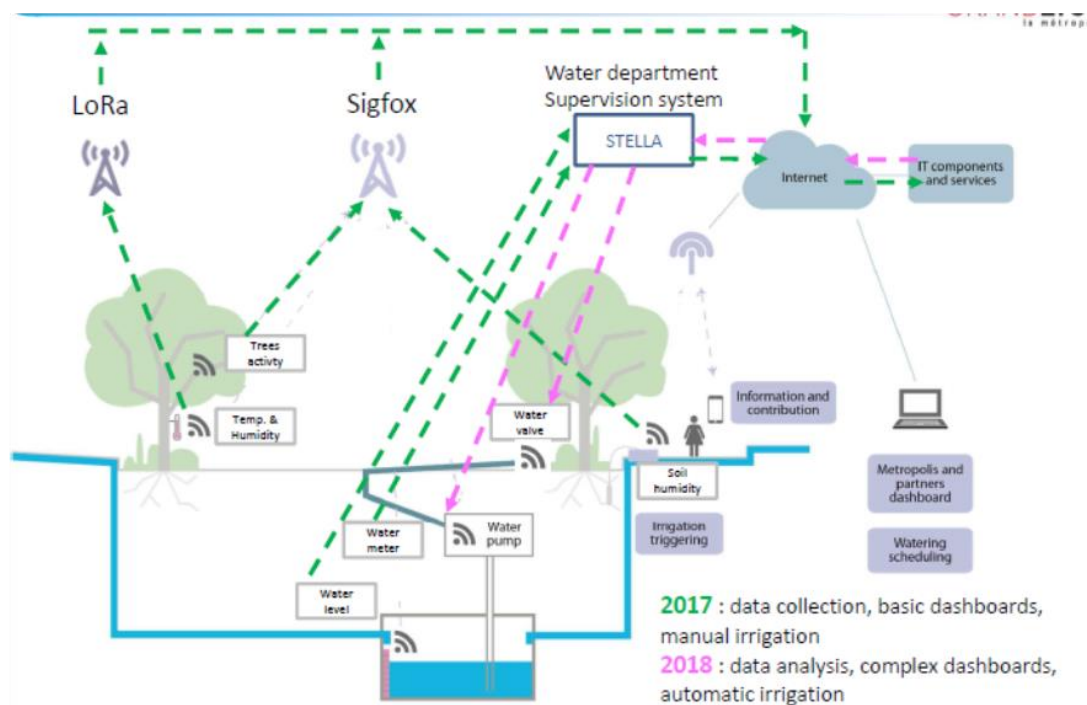 la métrop
Water department
Supervision system
LoRa
Sigfox
STELLA
Internet
IT components
and services
Trees
activty
Temp. &
Humidity
Water
valve
Information and
contribution
Soil
humidity
Metropolis and
partners dashboard
Water
meter
Water
pump
Irrigation
triggering
Watering
scheduling
Water
level
2017 : data collection, basic dashboards,
manual irrigation
2018 : data analysis, complex dashboards,
automatic irrigation